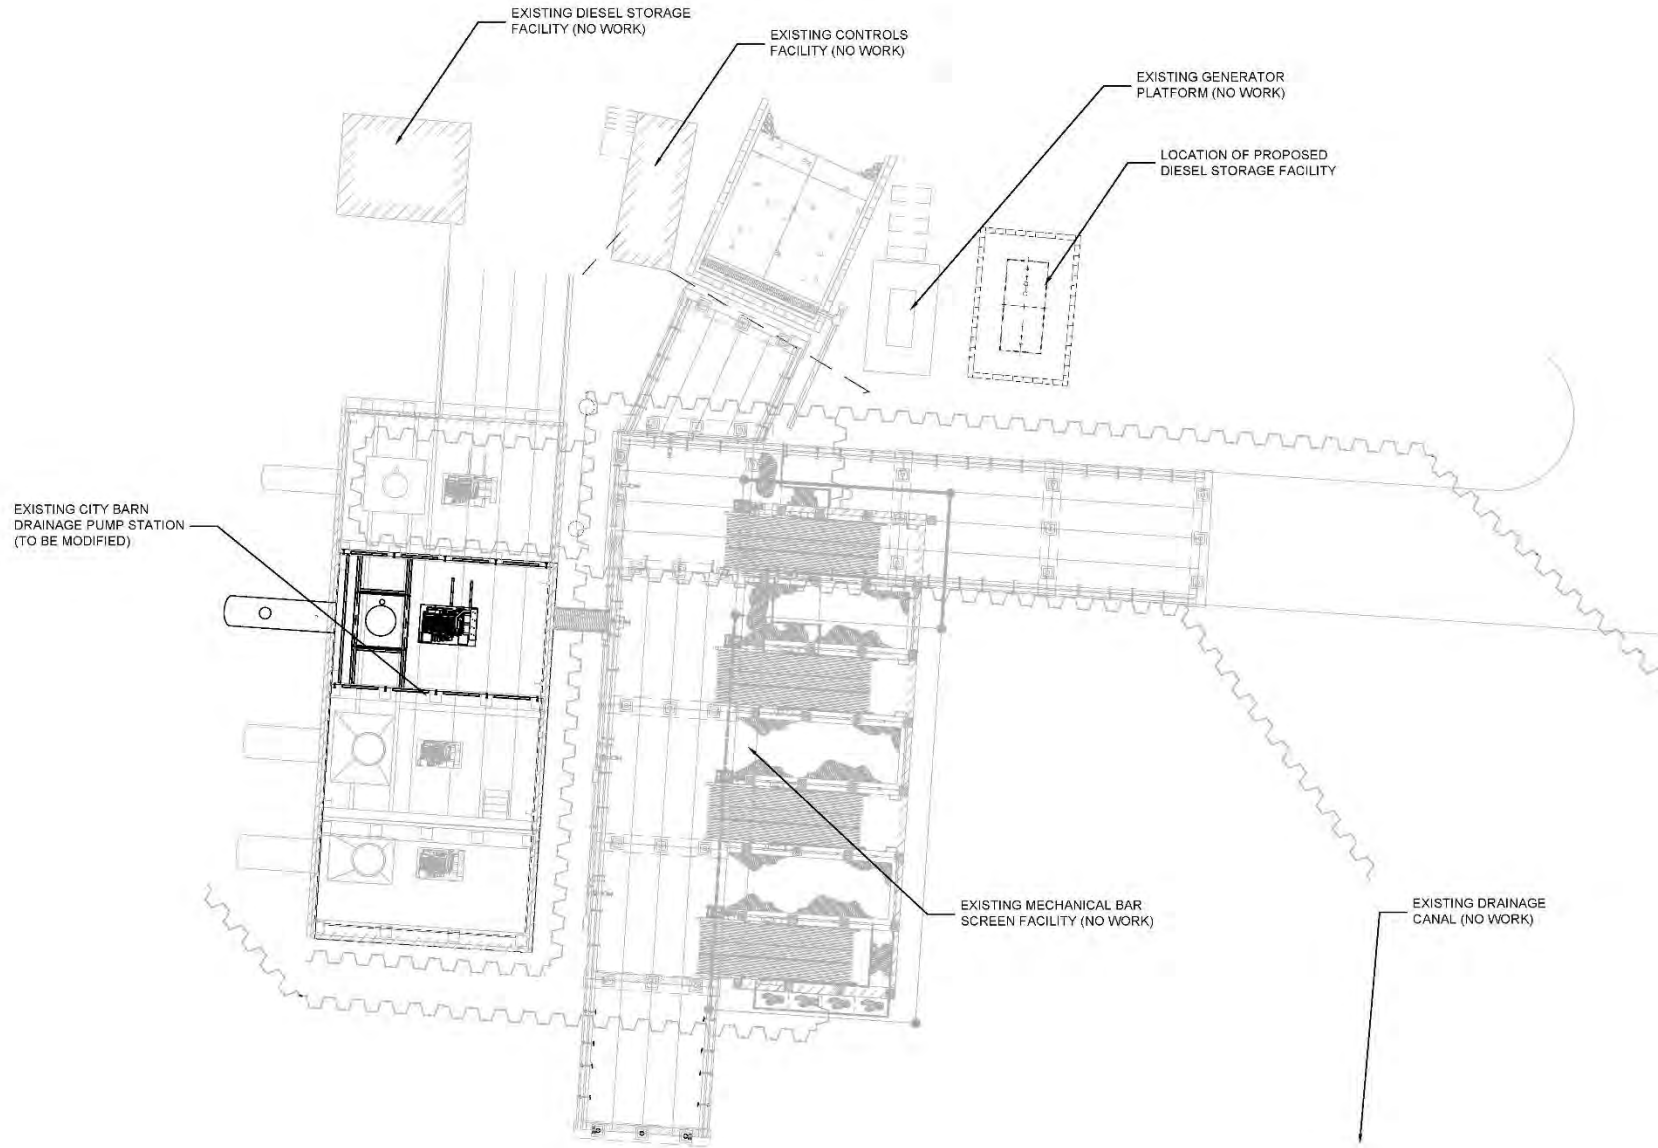 EXISTING DIESEL STORAGE
FACILITY (NO WORK)
EXISTING CONTROLS
FACILITY (NO WORK)
EXISTING GENERATOR
PLATFORM (NO WORK)
LOCATION OF PROPOSED
DIESEL STORAGE FACILITY
EXISTING CITY BARN
DRAINAGE PUMP STATION
(TO BE MODIFIED)
EXISTING MECHANICAL BAR
SCREEN FACILITY (NO WORK)
EXISTING DRAINAGE
CANAL (NO WORK)